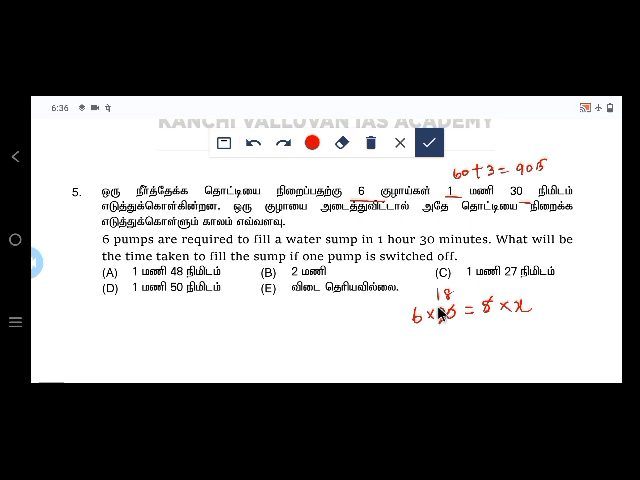 6:36
KANCHI VALLUVAN IAS ACADEMY
60+3= 90
5. ஒரு நீர்த்தேக்க தொட்டியை நிறைப்பதற்கு 6 குழாய்கள் 1 மணி 30 நிமிடம்
எடுத்துக்கொள்கின்றன. ஒரு குழாயை அடைத்துவிட்டால் அதே தொட்டியை நிறைக்க
எடுத்துக்கொள்ளும் காலம் எவ்வளவு.
6 pumps are required to fill a water sump in 1 hour 30 minutes. What will be
the time taken to fill the sump if one pump is switched off.
(A) 1 மணி 48 நிமிடம் (B) 2 மணி (C) 1 மணி 27 நிமிடம்
(D) 1 மணி 50 நிமிடம் (E) விடை தெரியவில்லை.
18
6 × = 5 × x